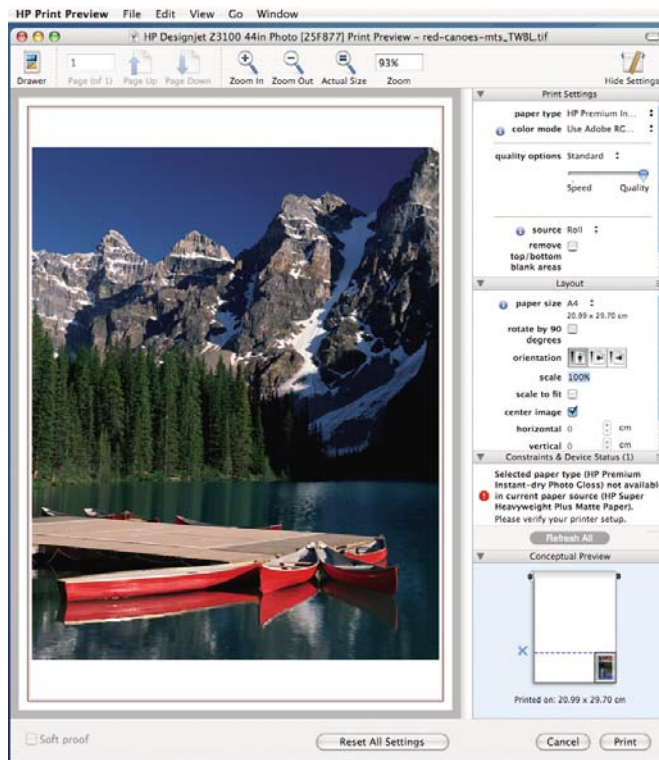 HP Print Preview File Edit View Go Window
HP Designjet Z3100 44in Photo [25F877] Print Preview – red-canoes-mts_TWBL.tif
1 93%
Drawer Page (of 1) Page Up Page Down Zoom In Zoom Out Actual Size Zoom Hide Settings
Print Settings
paper type HP Premium In...
color mode Use Adobe RG...
quality options Standard
Speed Quality
source Roll
remove
top/bottom
blank areas
Layout
paper size A4
20.99 x 29.70 cm
rotate by 90
degrees
orientation
scale 100%
scale to fit
center image
horizontal 0 cm
vertical 0 cm
Constraints & Device Status (1)
Selected paper type (HP Premium
Instant-dry Photo Gloss) not available
in current paper source (HP Super
Heavyweight Plus Matte Paper).
Please verify your printer setup.
Refresh All
Conceptual Preview
Printed on: 20.99 x 29.70 cm
Soft proof Reset All Settings Cancel Print